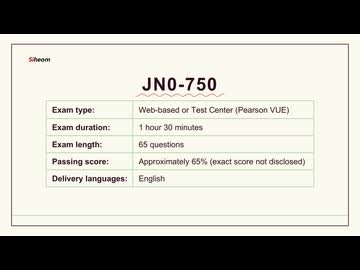 Siheom
JN0-750
Exam type: Web-based or Test Center (Pearson VUE)
Exam duration: 1 hour 30 minutes
Exam length: 65 questions
Passing score: Approximately 65% (exact score not disclosed)
Delivery languages: English